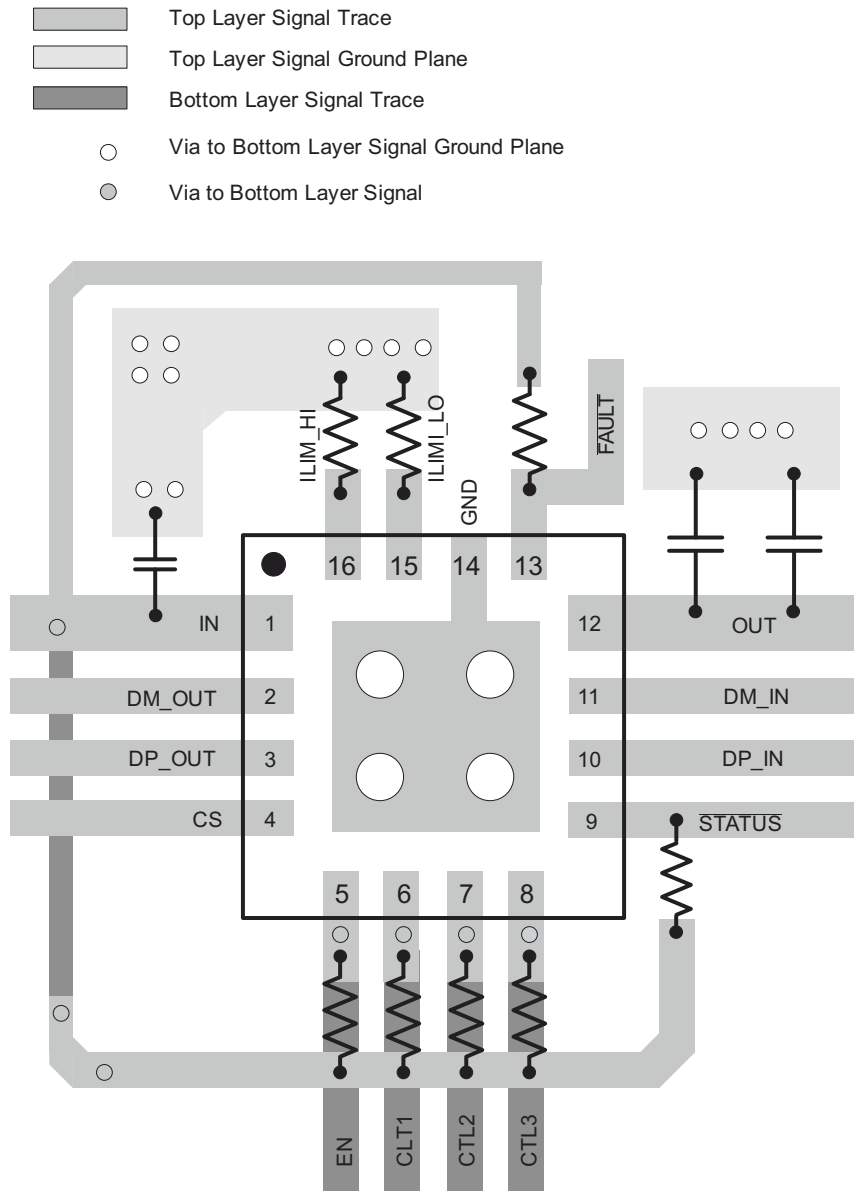 Top Layer Signal Trace
Top Layer Signal Ground Plane
Bottom Layer Signal Trace
Via to Bottom Layer Signal Ground Plane
Via to Bottom Layer Signal
ILIM_HI
ILIMI_LO
GND
FAULT
16
15
14
13
IN
1
12
OUT
DM_OUT
2
11
DM_IN
DP_OUT
3
10
DP_IN
CS
4
9
STATUS
5
6
7
8
EN
CLT1
CTL2
CTL3